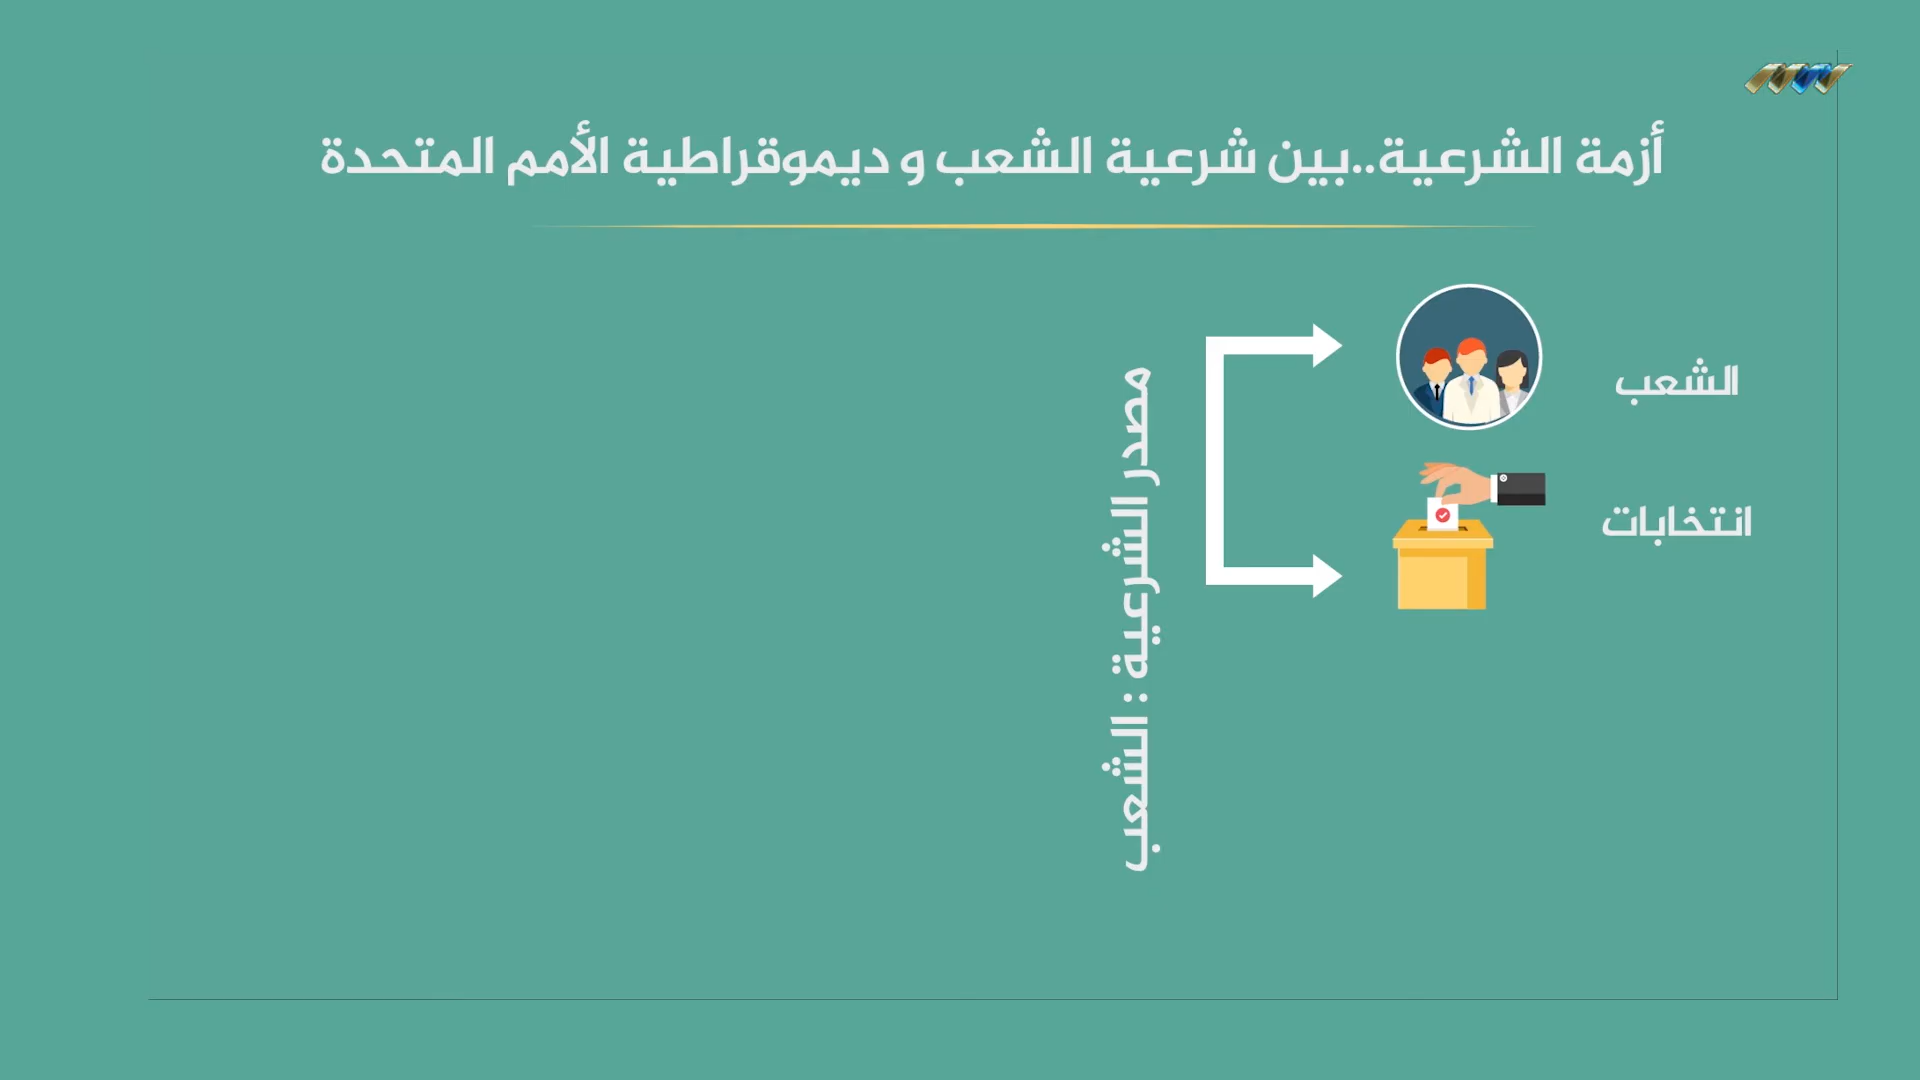 أزمة الشرعية..بين شرعية الشعب و ديموقراطية الأمم المتحدة
الشعب
انتخابات
مصدر الشرعية : الشعب